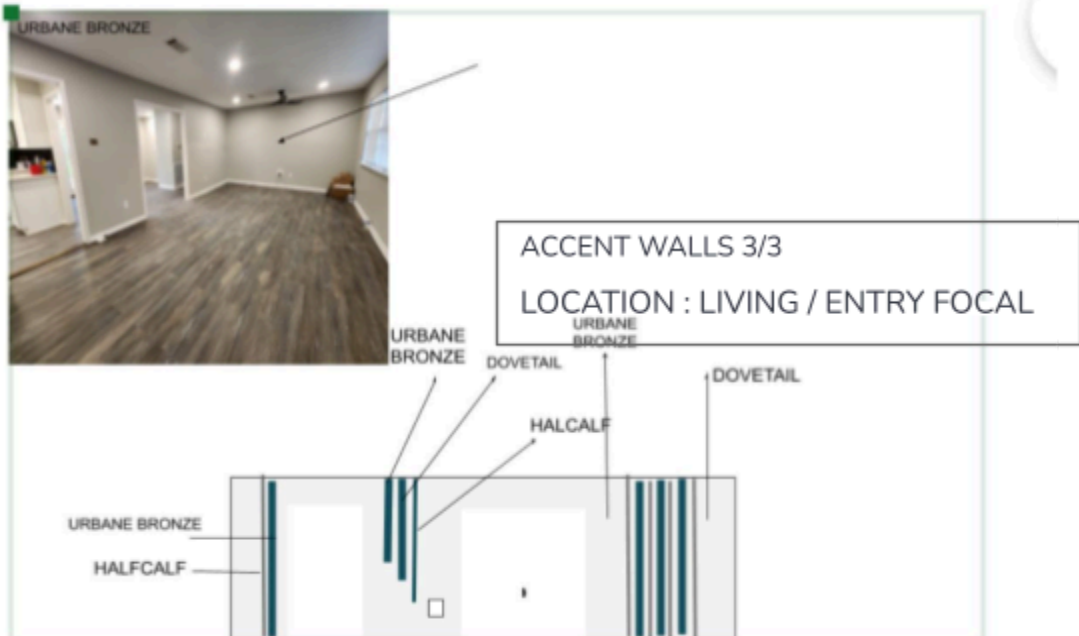 URBANE BRONZE
ACCENT WALLS 3/3
LOCATION : LIVING / ENTRY FOCAL
URBANE
BRONZE
URBANE
BRONZE
DOVETAIL
DOVETAIL
HALCALF
URBANE BRONZE
HALFCALF